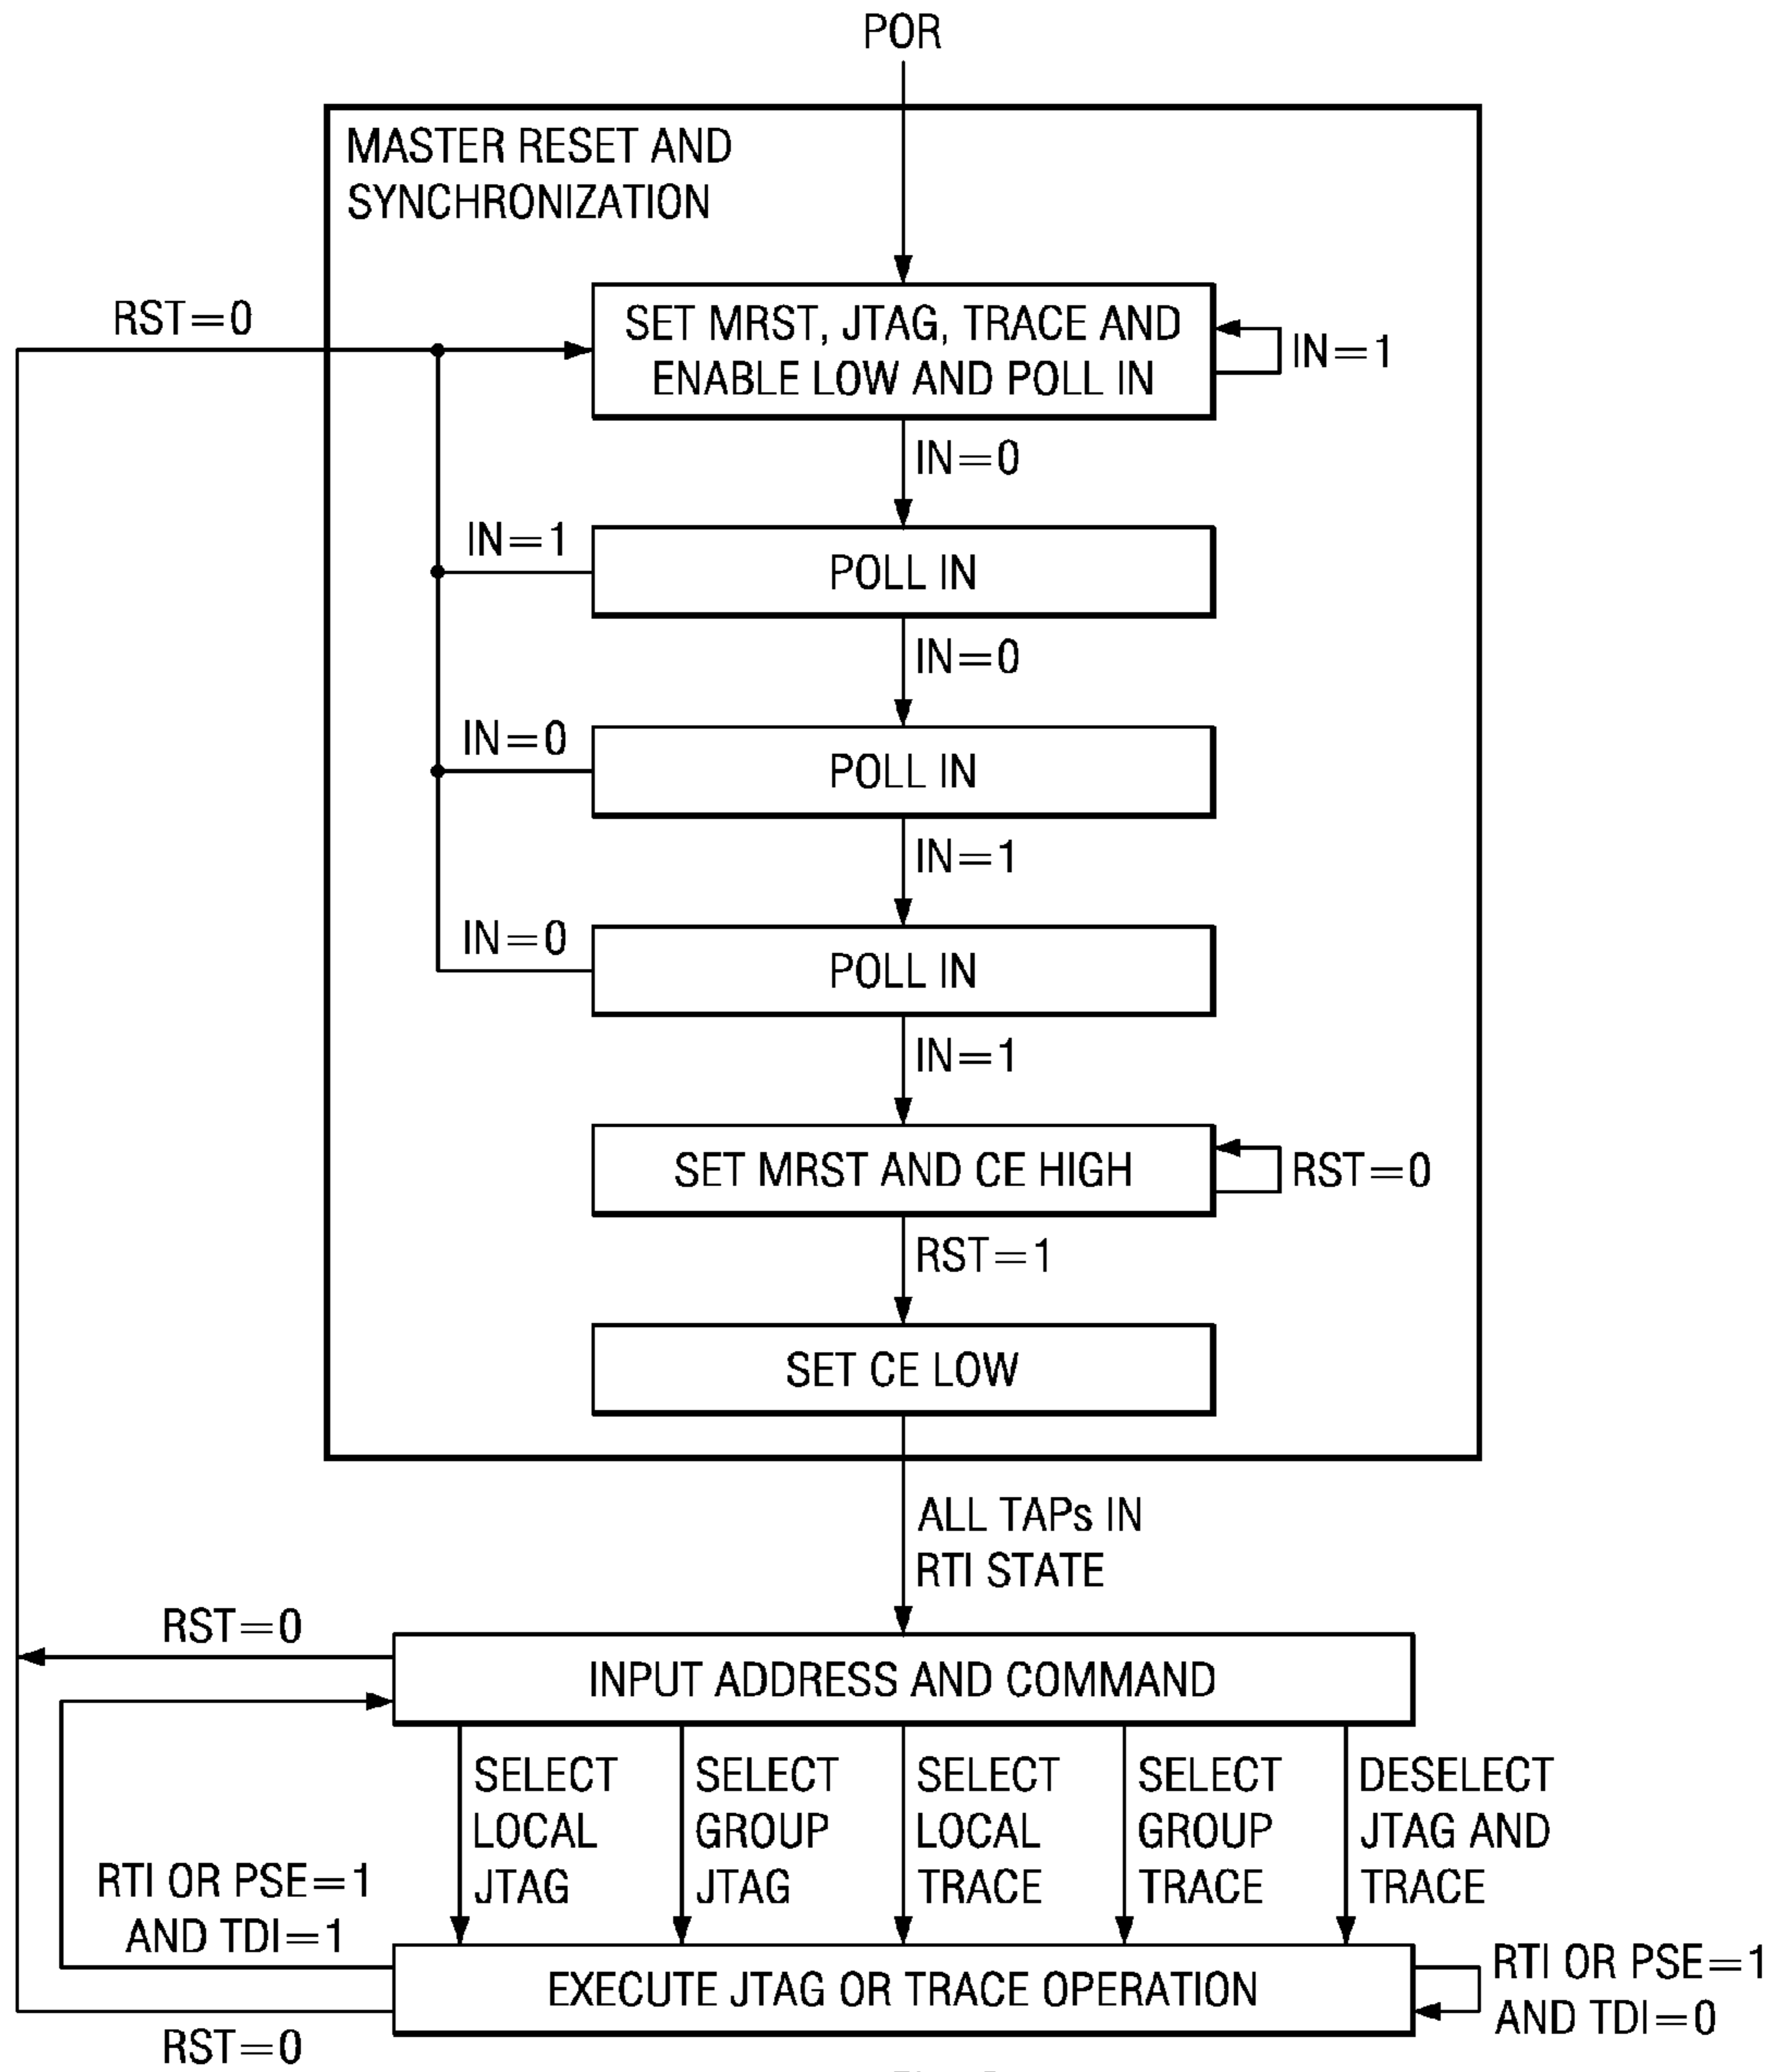 POR
MASTER RESET AND
SYNCHRONIZATION
RST=0
SET MRST, JTAG, TRACE AND
ENABLE LOW AND POLL IN
IN=1
IN=0
IN=1
POLL IN
IN=0
IN=0
POLL IN
IN=1
IN=0
POLL IN
IN=1
SET MRST AND CE HIGH
RST=0
RST=1
SET CE LOW
ALL TAPs IN
RTI STATE
RST=0
INPUT ADDRESS AND COMMAND
SELECT
LOCAL
JTAG
SELECT
GROUP
JTAG
SELECT
LOCAL
TRACE
SELECT
GROUP
TRACE
DESELECT
JTAG AND
TRACE
RTI OR PSE=1
AND TDI=1
EXECUTE JTAG OR TRACE OPERATION
RTI OR PSE=1
AND TDI=0
RST=0